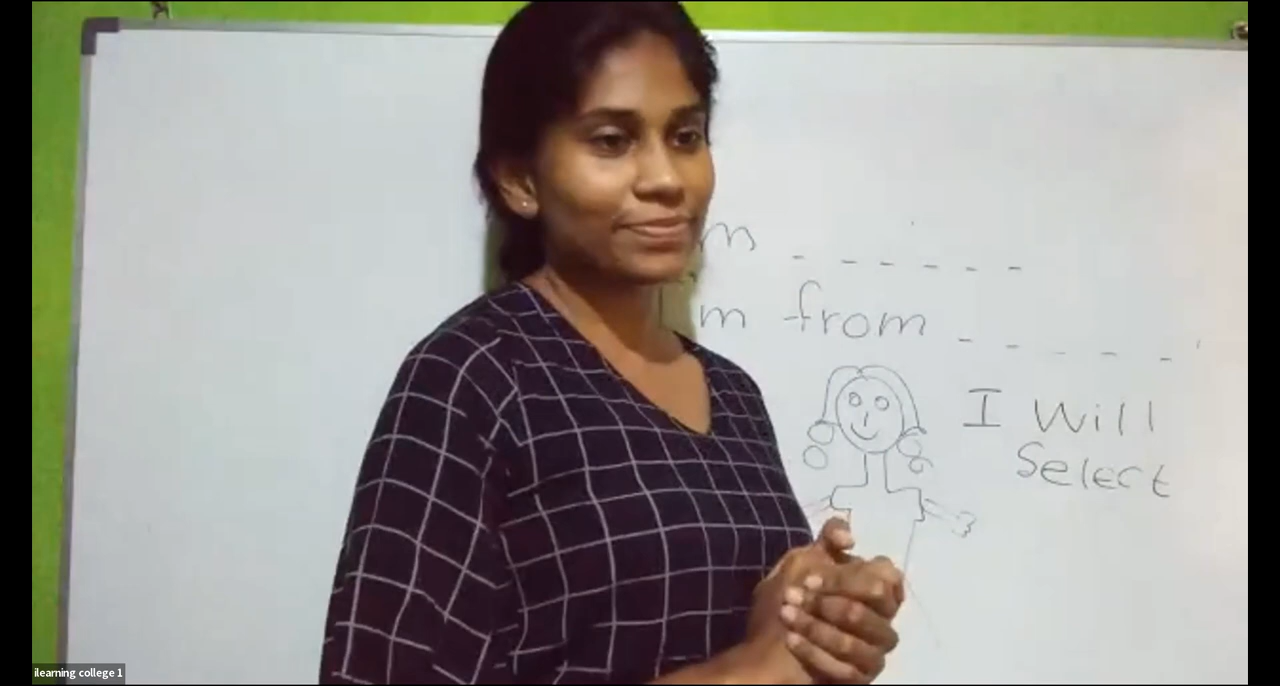 m ------
I'm from -----
I Will
Select
ilearning college 1